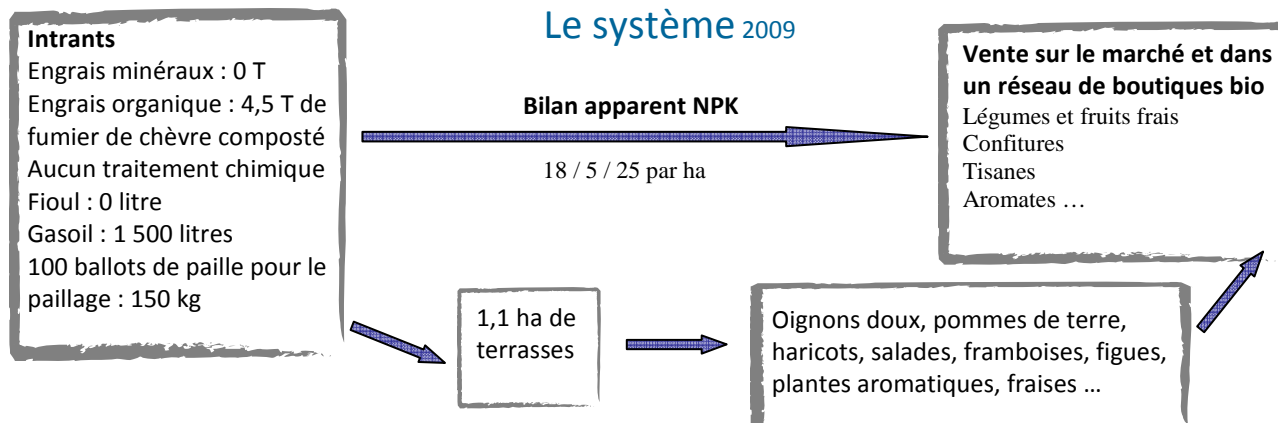 Le système 2009
Intrants
Engrais minéraux : 0 T
Engrais organique : 4,5 T de
fumier de chèvre composté
Aucun traitement chimique
Fioul : 0 litre
Gasoil : 1 500 litres
100 ballots de paille pour le
paillage : 150 kg
Bilan apparent NPK
18 / 5 / 25 par ha
Vente sur le marché et dans
un réseau de boutiques bio
Légumes et fruits frais
Confitures
Tisanes
Aromates …
1,1 ha de
terrasses
Oignons doux, pommes de terre,
haricots, salades, framboises, figues,
plantes aromatiques, fraises …